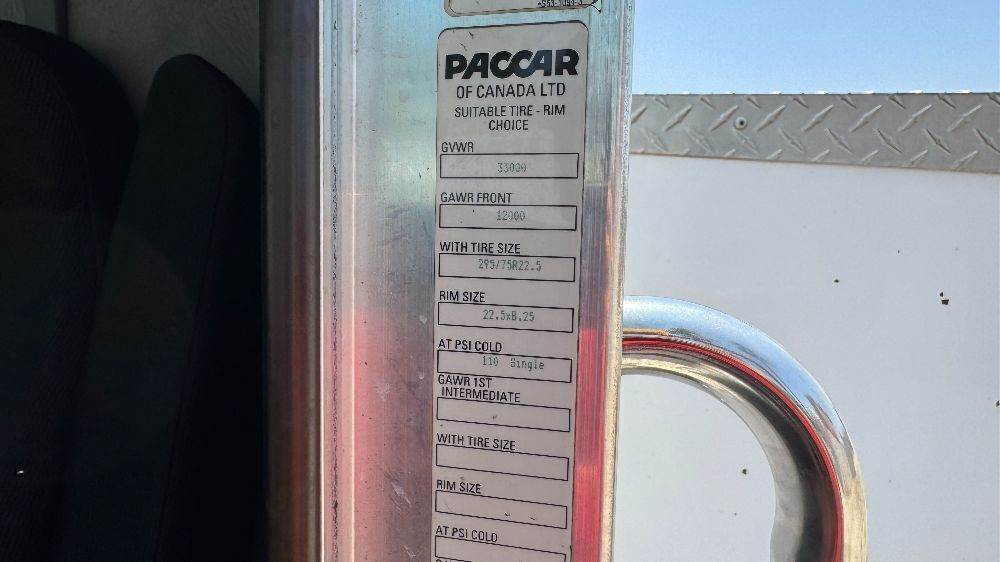 PACCAR
OF CANADA LTD
SUITABLE TIRE - RIM
CHOICE
GVWR
33000
GAWR FRONT
12000
WITH TIRE SIZE
295/75R22.5
RIM SIZE
22.5x8.25
AT PSI COLD
110 Single
GAWR 1ST
INTERMEDIATE
WITH TIRE SIZE
RIM SIZE
AT PSI COLD